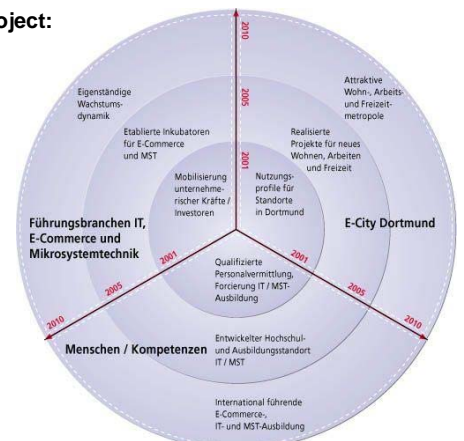 oject:
2010
2005
2001
Eigenständige
Wachstums-
dynamik
Etablierte Inkubatoren
für E-Commerce
und MST
Mobilisierung
unternehme-
rischer Kräfte /
Investoren
Führungsbranchen IT,
E-Commerce und
Mikrosystemtechnik
2001
2005
2010
Attraktive
Wohn-, Arbeits-
und Freizeit-
metropole
Realisierte
Projekte für neues
Wohnen, Arbeiten
und Freizeit
Nutzungs-
profile für
Standorte
in Dortmund
E-City Dortmund
2001
2005
2010
Qualifizierte
Personalvermittlung,
Forcierung IT / MST-
Ausbildung
Menschen / Kompetenzen
Entwickelter Hochschul-
und Ausbildungsstandort
IT / MST
International führende
E-Commerce-,
IT- und MST-Ausbildung